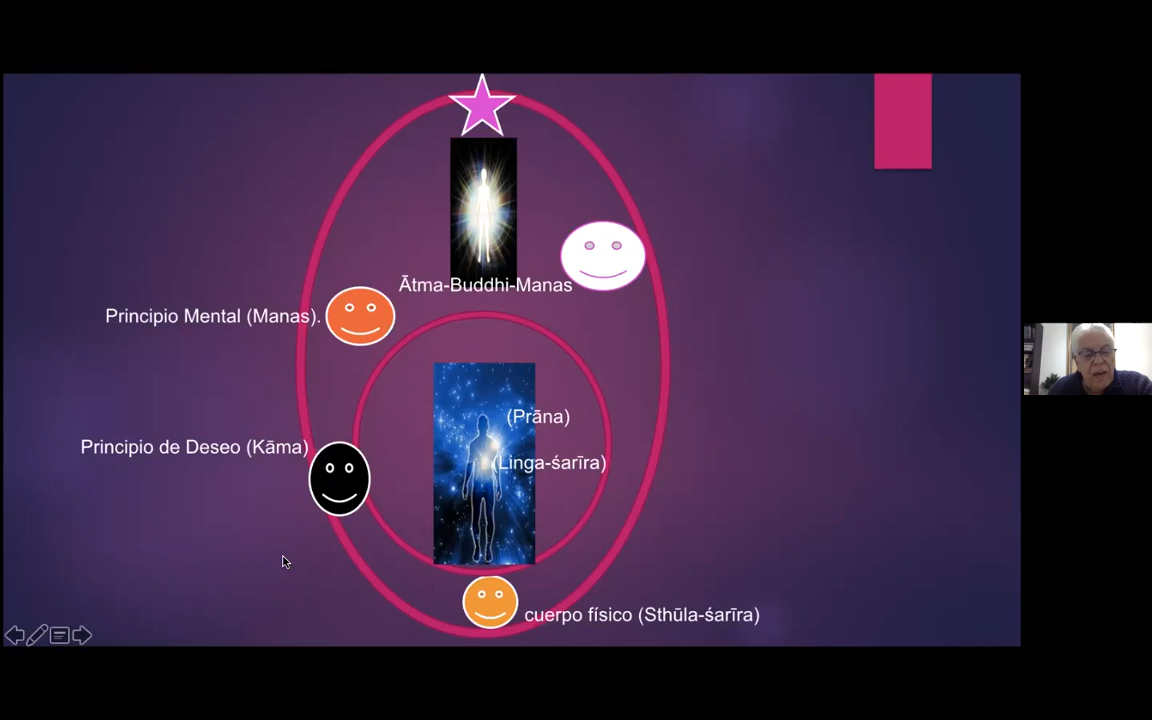 Ātma-Buddhi-Manas
Principio Mental (Manas).
(Prāna)
Principio de Deseo (Kāma)
(Linga-śarīra)
cuerpo físico (Sthūla-śarīra)